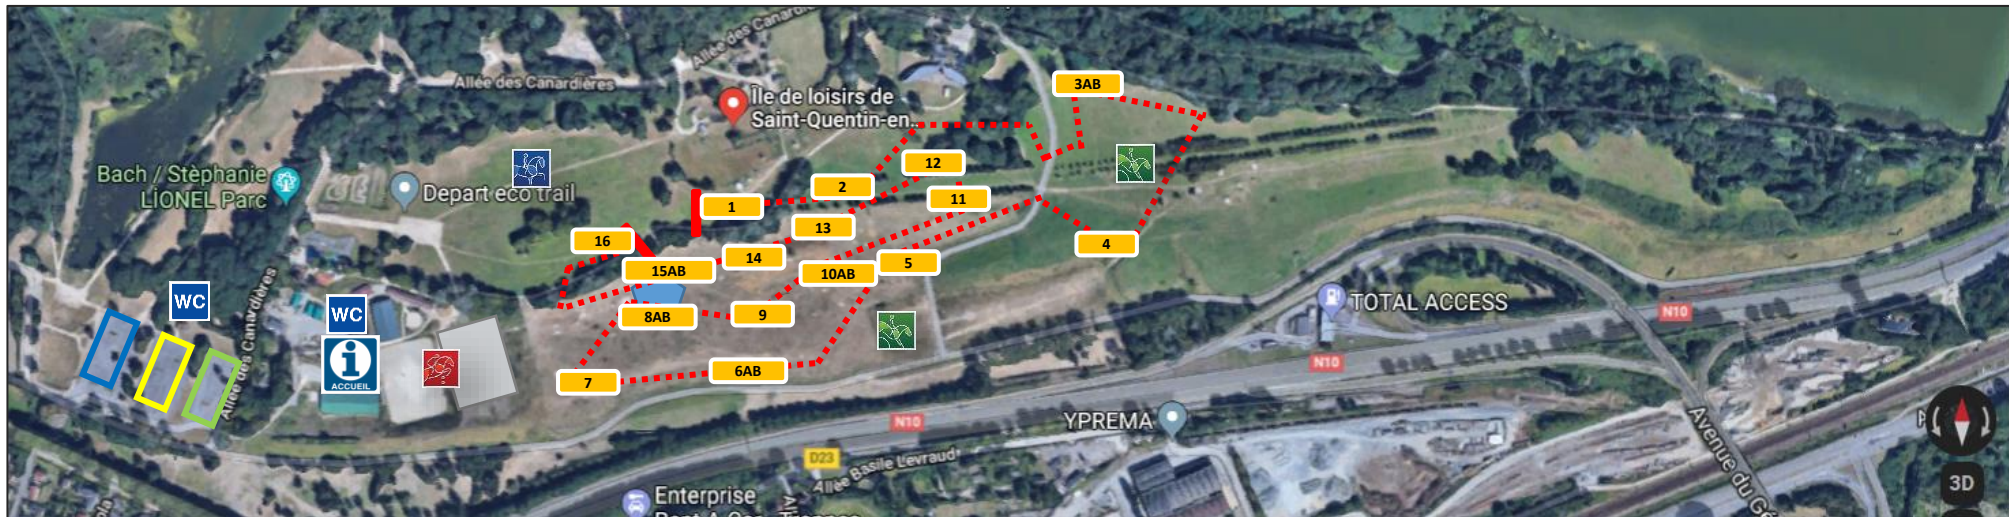 Allée des Canardières
Allée des Canardières
3AB
Île de loisirs de
Saint-Quentin-en...
12
Bach / Stèphanie
LIONEL Parc
Depart eco trail
2
11
1
13
16
4
14
5
15AB
10AB
WC
WC
8AB
9
TOTAL ACCESS
N10
N10
i
ACCUEIL
Allée des Canardières
6AB
7
YPREMA
N10
D23
Allée Basile Levraud
Avenue du Gé
3D
Enterprise